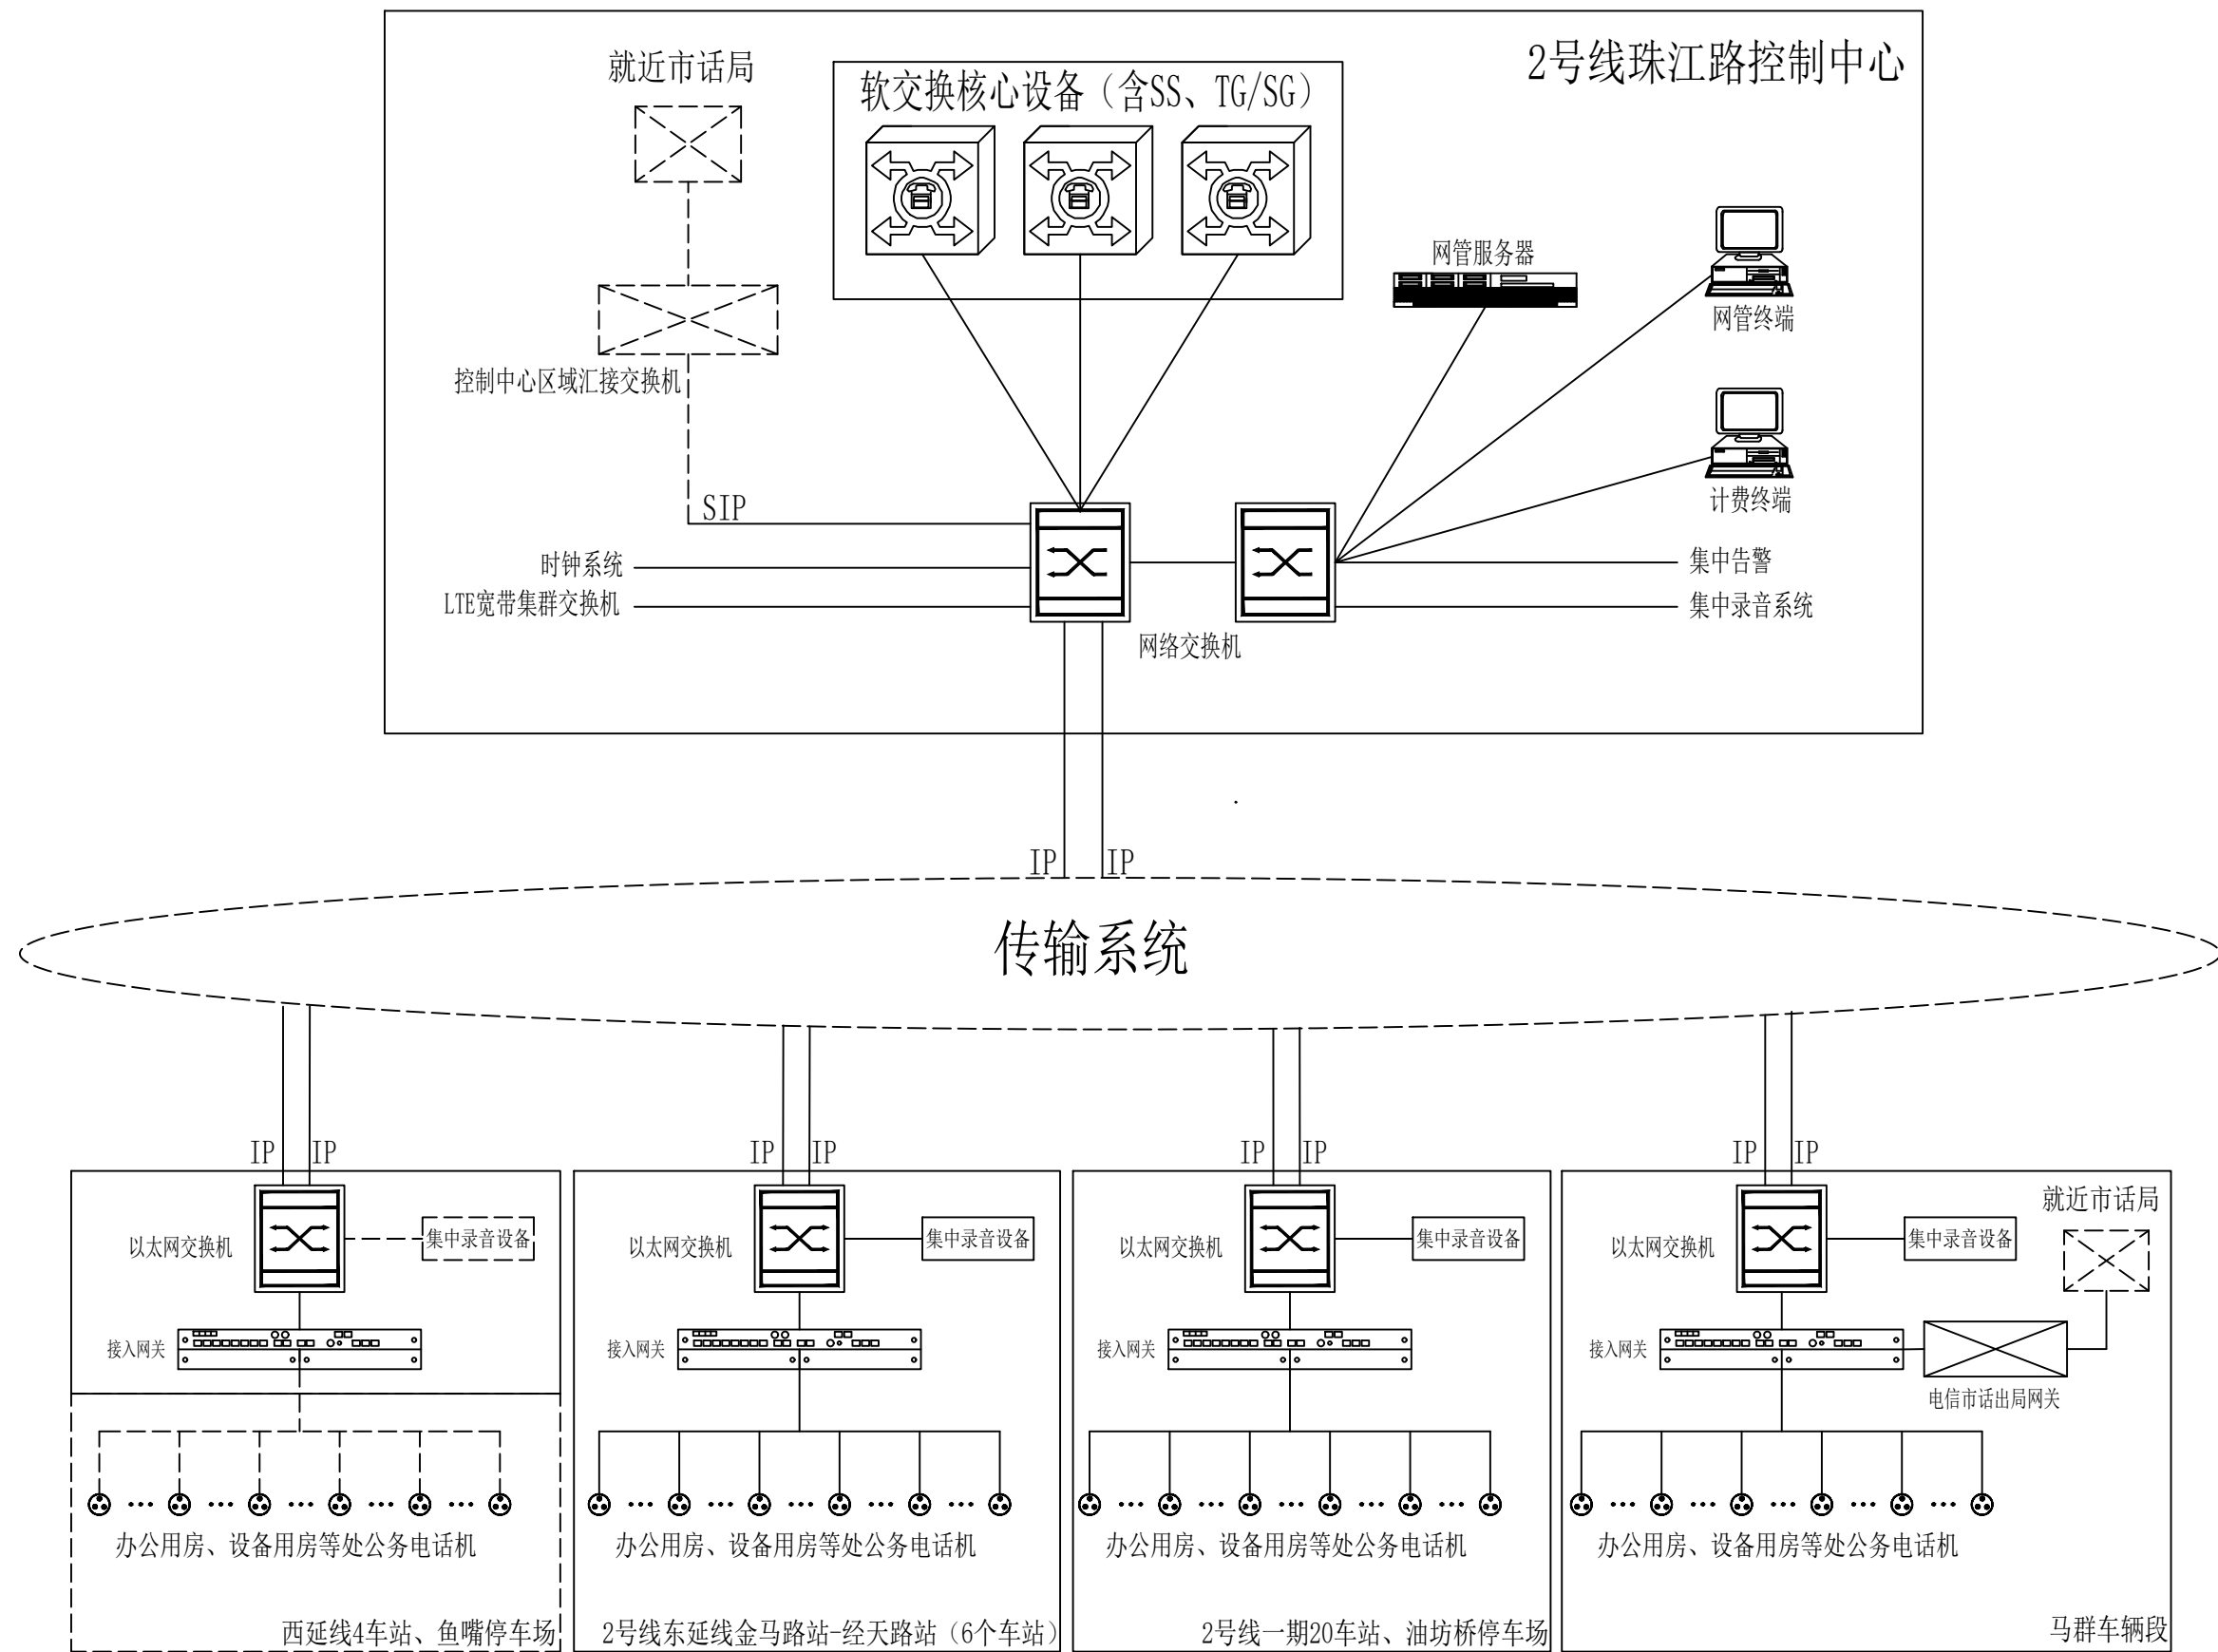 2号线珠江路控制中心
就近市话局
软交换核心设备（含SS、TG/SG）
网管服务器
网管终端
控制中心区域汇接交换机
计费终端
SIP
时钟系统
集中告警
LTE宽带集群交换机
集中录音系统
网络交换机
IP
IP
传输系统
IP
IP
IP
IP
IP
IP
IP
IP
以太网交换机
集中录音设备
接入网关
办公用房、设备用房等处公务电话机
西延线4车站、鱼嘴停车场
以太网交换机
集中录音设备
接入网关
办公用房、设备用房等处公务电话机
2号线东延线金马路站-经天路站（6个车站）
以太网交换机
集中录音设备
接入网关
办公用房、设备用房等处公务电话机
2号线一期20车站、油坊桥停车场
就近市话局
以太网交换机
集中录音设备
接入网关
电信市话出局网关
办公用房、设备用房等处公务电话机
马群车辆段